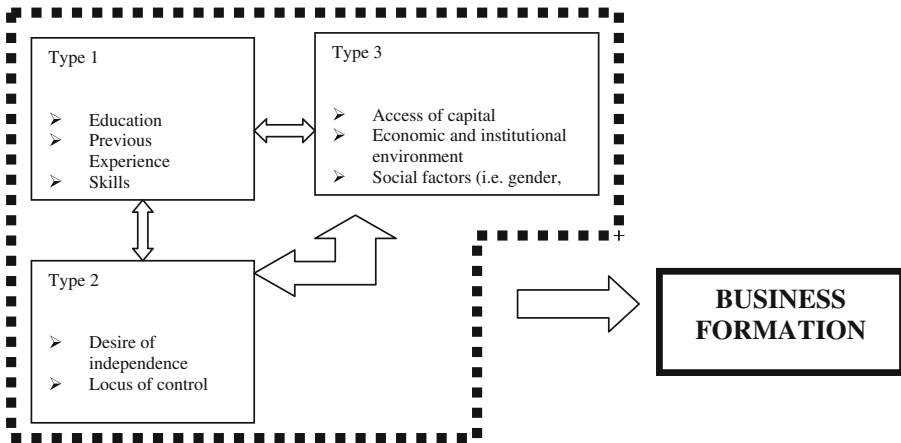 Type 1
➢ Education
➢ Previous
Experience
➢ Skills
Type 3
➢ Access of capital
➢ Economic and institutional
environment
➢ Social factors (i.e. gender,
Type 2
➢ Desire of
independence
➢ Locus of control
BUSINESS
FORMATION